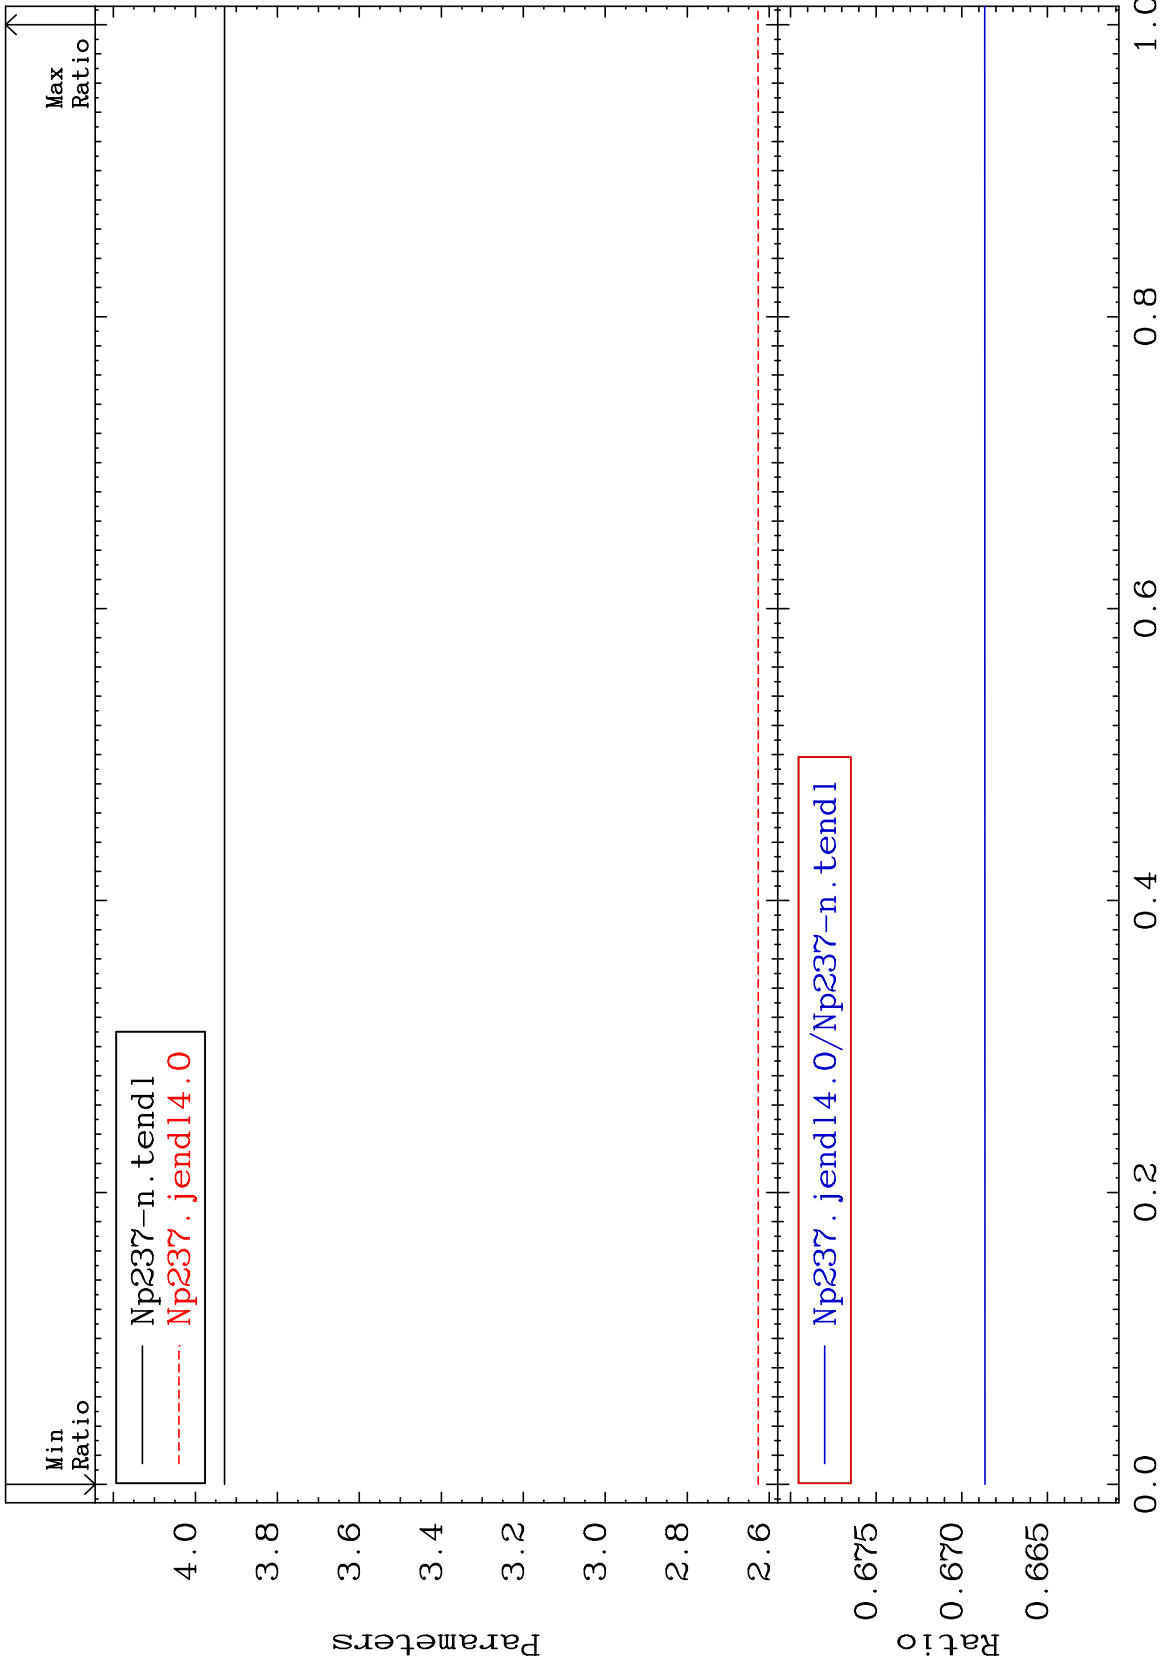 Min
Ratio
Max
Ratio
Np237-n.tendl
Np237.jendl4.0
4.0
3.8
3.6
3.4
3.2
3.0
2.8
2.6
Parameters
Np237.jendl4.0/Np237-n.tendl
0.675
0.670
0.665
Ratio
0.0
0.2
0.4
0.6
0.8
1.0